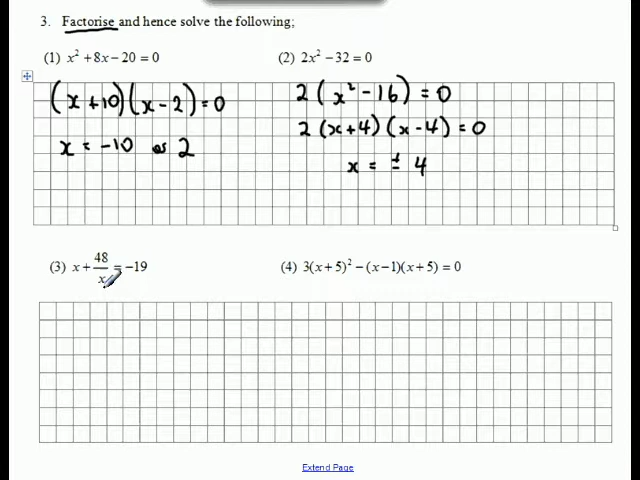 3. Factorise and hence solve the following;
(1) x² + 8x − 20 = 0
(2) 2x² − 32 = 0
(x + 10)(x − 2) = 0
x = −10 or 2
2(x² − 16) = 0
2(x + 4)(x − 4) = 0
x = ± 4
(3) x + 48/x = −19
(4) 3(x + 5)² − (x − 1)(x + 5) = 0
Extend Page